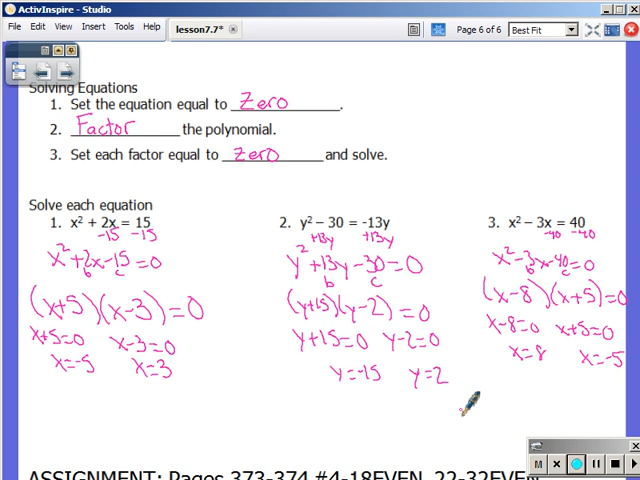 ActivInspire - Studio
File Edit View Insert Tools Help lesson7.7* Page 6 of 6 Best Fit
Solving Equations
1. Set the equation equal to Zero.
2. Factor the polynomial.
3. Set each factor equal to zero and solve.
Solve each equation
1. x² + 2x = 15
-15 -15
x² + 2x - 15 = 0
b c
(x+5)(x-3) = 0
x+5=0 x-3=0
x=-5 x=3
2. y² – 30 = -13y
+13y +13y
y² + 13y - 30 = 0
b c
(y+15)(y-2) = 0
y+15=0 y-2=0
y=-15 y=2
3. x² – 3x = 40
-40 -40
x² - 3x - 40 = 0
b c
(x-8)(x+5) = 0
x-8=0 x+5=0
x=8 x=-5
ASSIGNMENT: Pages 373-374 #4-18EVEN, 22-32EVEN
M